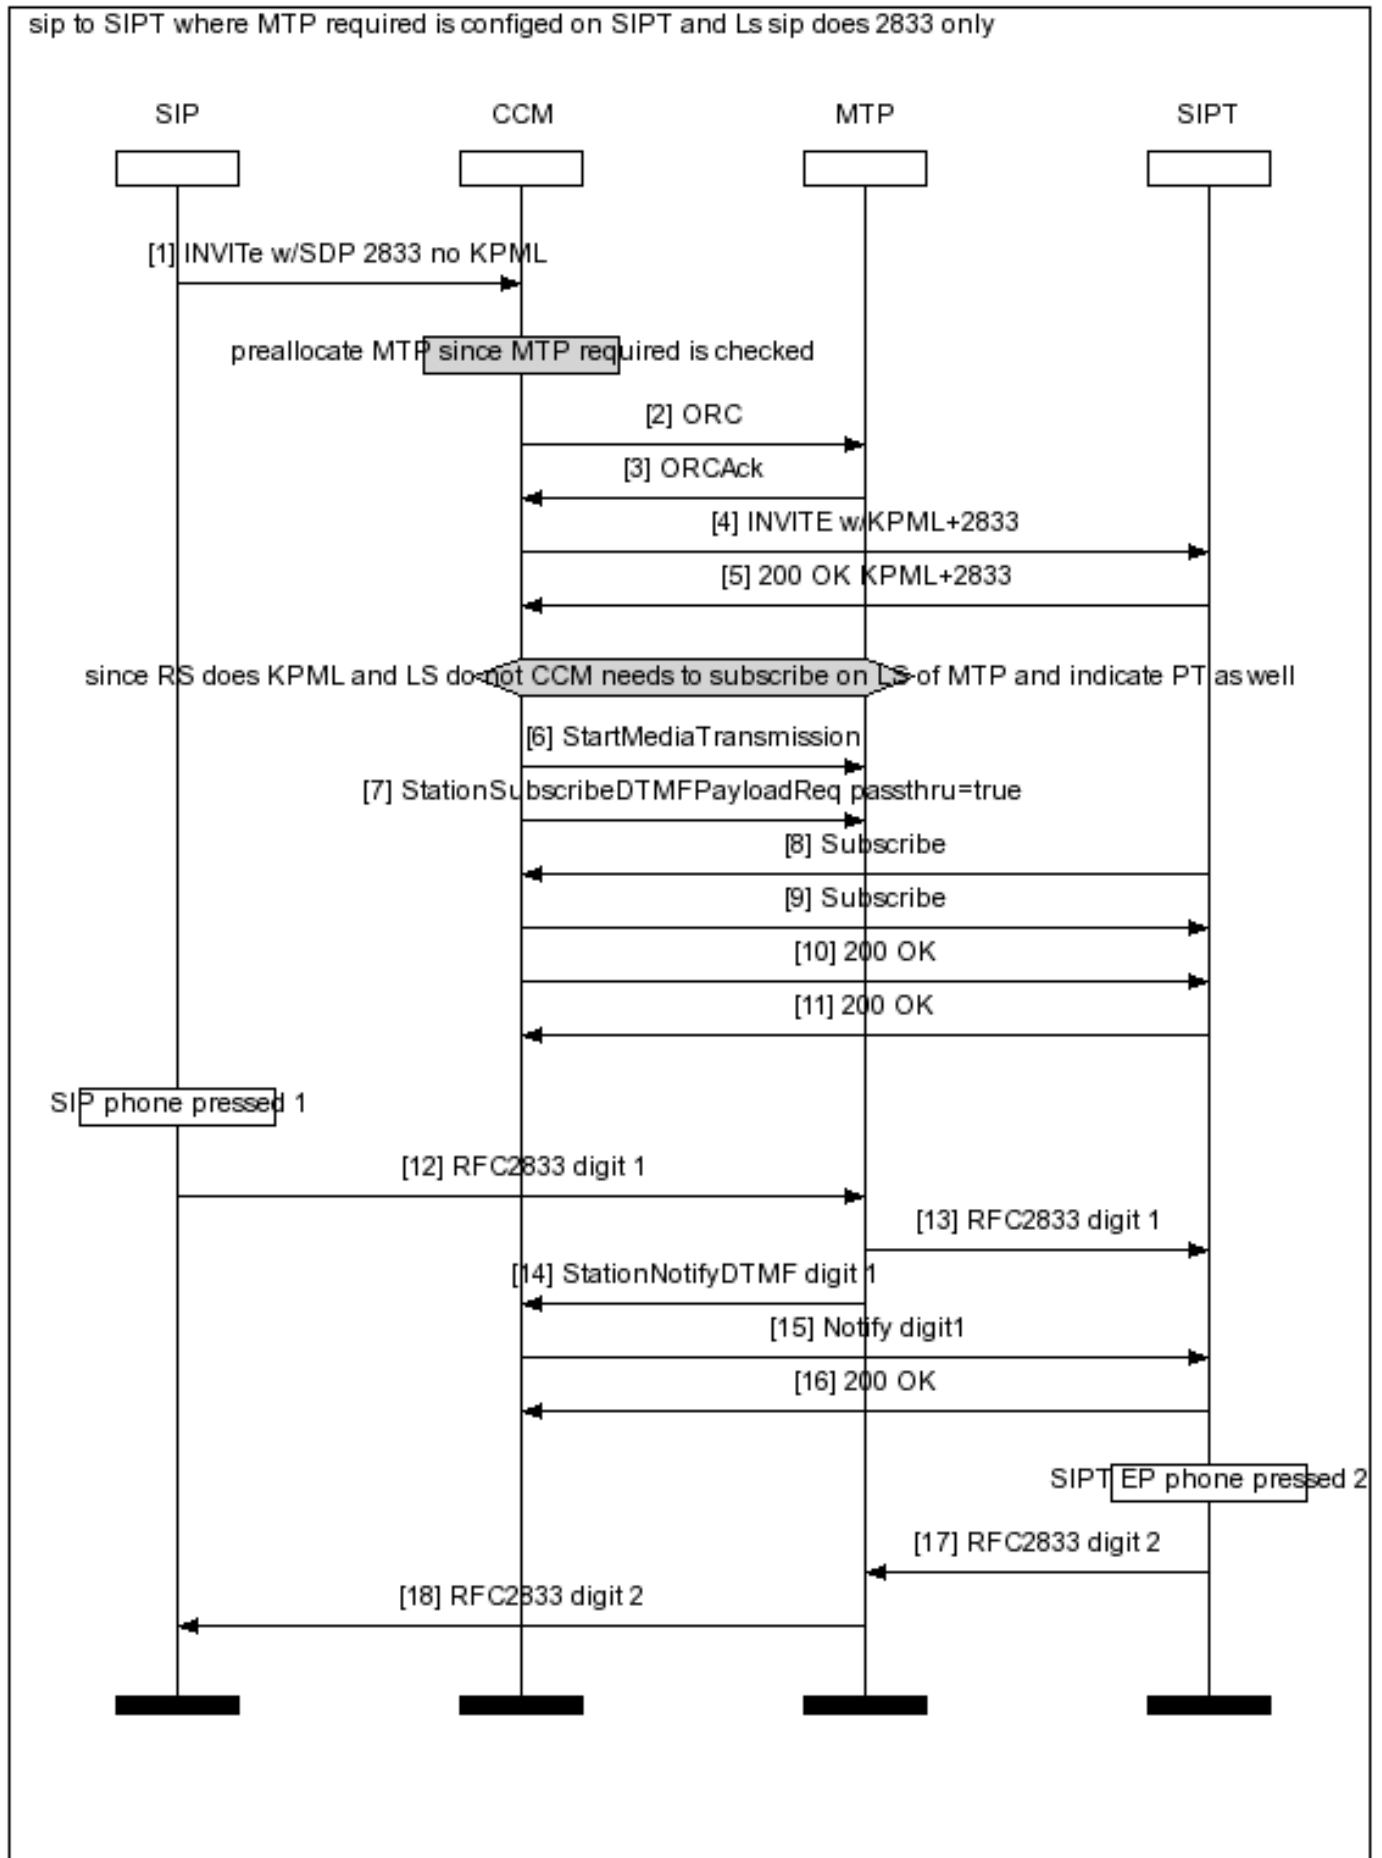 sip to SIPT where MTP required is configed on SIPT and Ls sip does 2833 only
SIP CCM MTP SIPT
[1] INVITe w/SDP 2833 no KPML
preallocate MTP since MTP required is checked
[2] ORC
[3] ORCAck
[4] INVITE w/KPML+2833
[5] 200 OK KPML+2833
since RS does KPML and LS do not CCM needs to subscribe on LS of MTP and indicate PT as well
[6] StartMediaTransmission
[7] StationSubscribeDTMFPayloadReq passthru=true
[8] Subscribe
[9] Subscribe
[10] 200 OK
[11] 200 OK
SIP phone pressed 1
[12] RFC2833 digit 1
[13] RFC2833 digit 1
[14] StationNotifyDTMF digit 1
[15] Notify digit1
[16] 200 OK
SIPT EP phone pressed 2
[17] RFC2833 digit 2
[18] RFC2833 digit 2